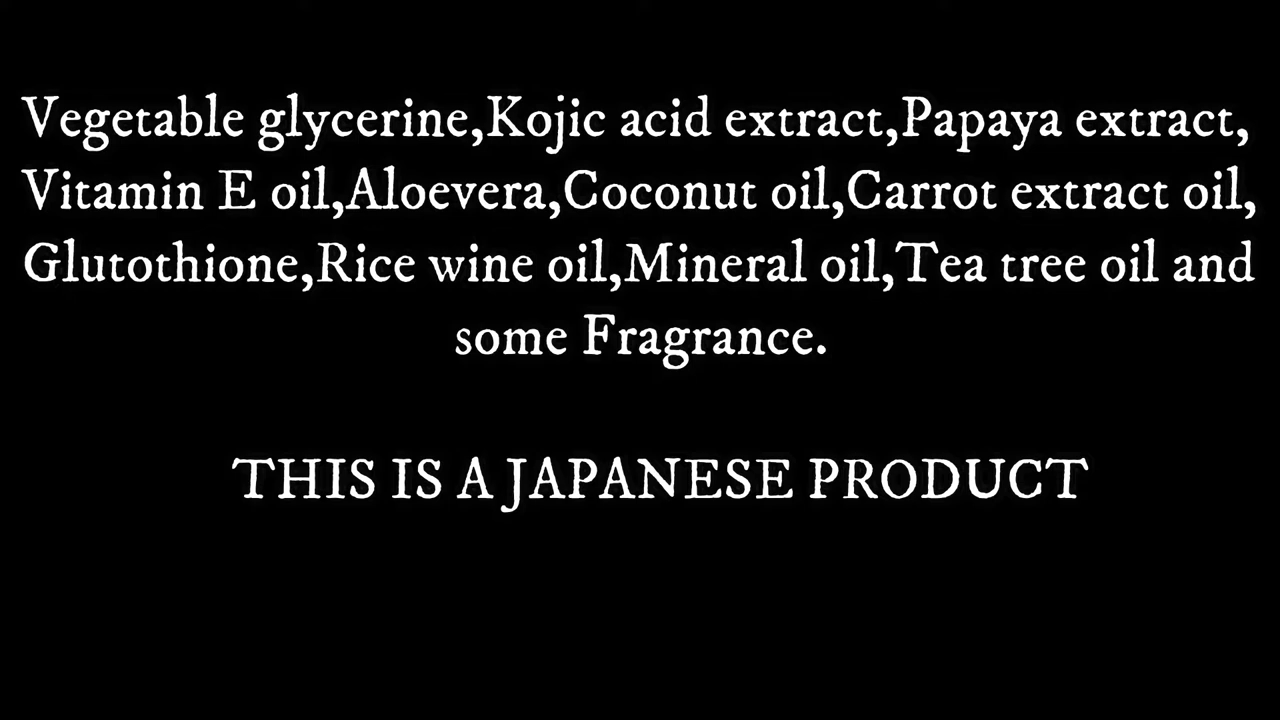 Vegetable glycerine,Kojic acid extract,Papaya extract,
Vitamin E oil,Aloevera,Coconut oil,Carrot extract oil,
Glutothione,Rice wine oil,Mineral oil,Tea tree oil and
some Fragrance.
THIS IS A JAPANESE PRODUCT